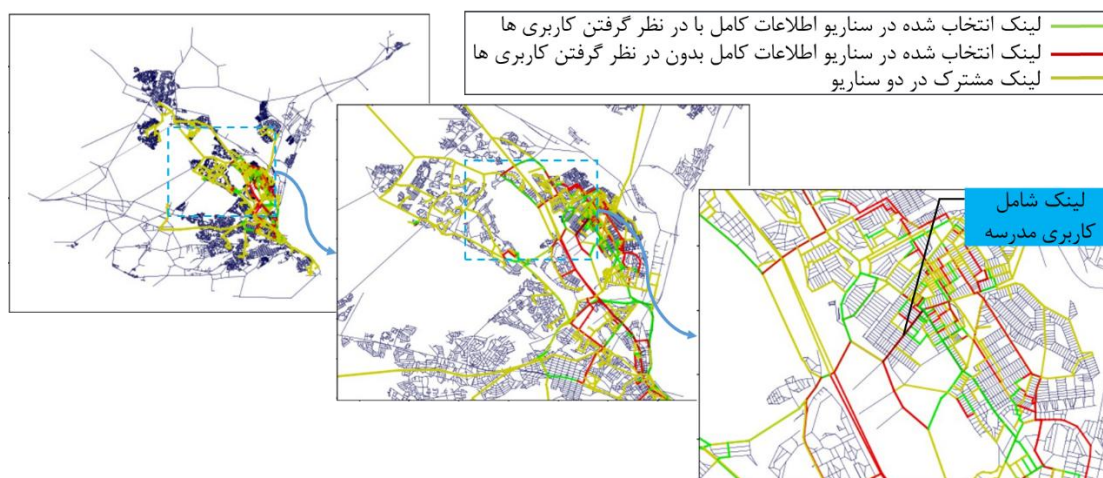 لینک انتخاب شده در سناریو اطلاعات کامل با در نظر گرفتن کاربری ها
لینک انتخاب شده در سناریو اطلاعات کامل بدون در نظر گرفتن کاربری ها
لینک مشترک در دو سناریو
لینک شامل
کاربری مدرسه